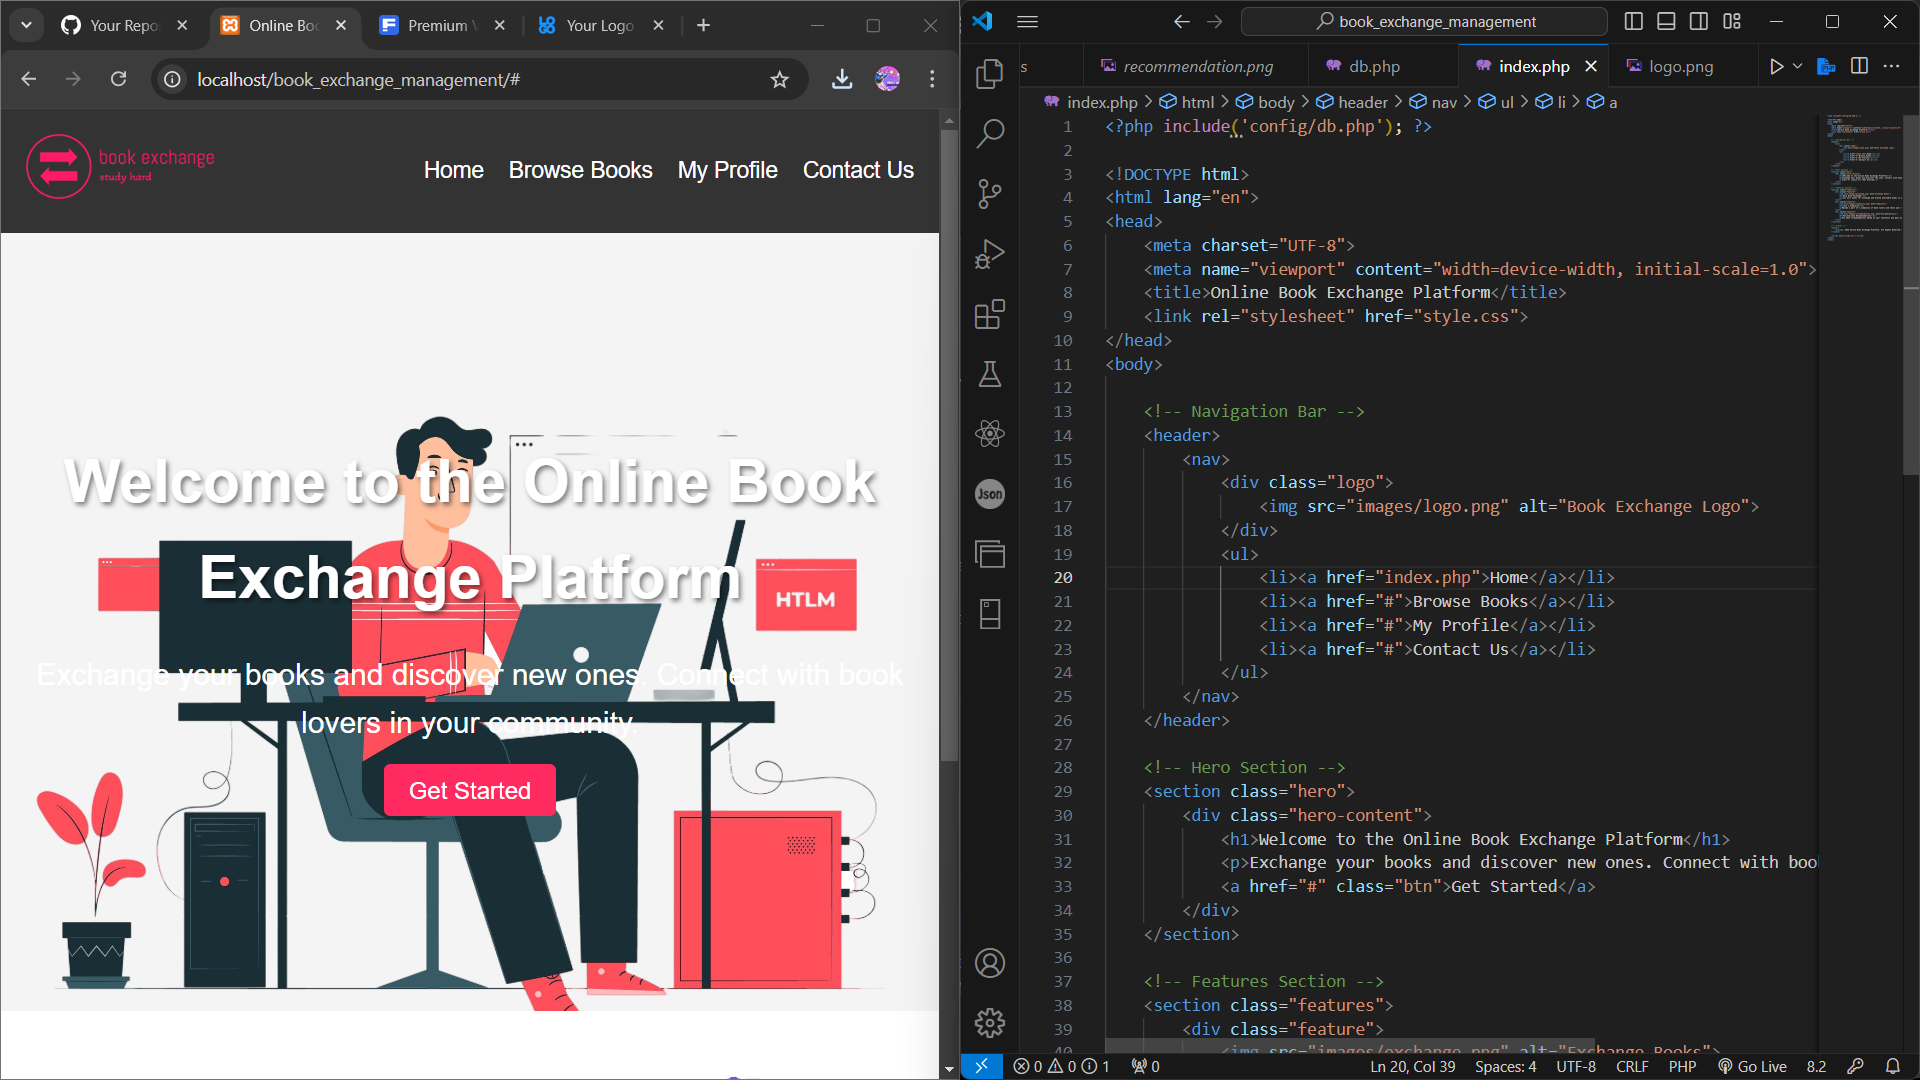 Your Repo
Online Boo
Premium V
Your Logo
localhost/book_exchange_management/#
book exchange
study hard
Home
Browse Books
My Profile
Contact Us
Welcome to the Online Book
Exchange Platform
HTLM
Exchange your books and discover new ones. Connect with book
lovers in your community.
Get Started
book_exchange_management
s
recommendation.png
db.php
index.php
logo.png
index.php > html > body > header > nav > ul > li > a
1 <?php include('config/db.php'); ?>
2
3 <!DOCTYPE html>
4 <html lang="en">
5 <head>
6 <meta charset="UTF-8">
7 <meta name="viewport" content="width=device-width, initial-scale=1.0">
8 <title>Online Book Exchange Platform</title>
9 <link rel="stylesheet" href="style.css">
10 </head>
11 <body>
12
13 <!-- Navigation Bar -->
14 <header>
15 <nav>
16 <div class="logo">
17 <img src="images/logo.png" alt="Book Exchange Logo">
18 </div>
19 <ul>
20 <li><a href="index.php">Home</a></li>
21 <li><a href="#">Browse Books</a></li>
22 <li><a href="#">My Profile</a></li>
23 <li><a href="#">Contact Us</a></li>
24 </ul>
25 </nav>
26 </header>
27
28 <!-- Hero Section -->
29 <section class="hero">
30 <div class="hero-content">
31 <h1>Welcome to the Online Book Exchange Platform</h1>
32 <p>Exchange your books and discover new ones. Connect with boo
33 <a href="#" class="btn">Get Started</a>
34 </div>
35 </section>
36
37 <!-- Features Section -->
38 <section class="features">
39 <div class="feature">
40 <img src="images/exchange.png" alt="Exchange Books">
Json
0 0 1 0
Ln 20, Col 39
Spaces: 4
UTF-8
CRLF
PHP
Go Live
8.2